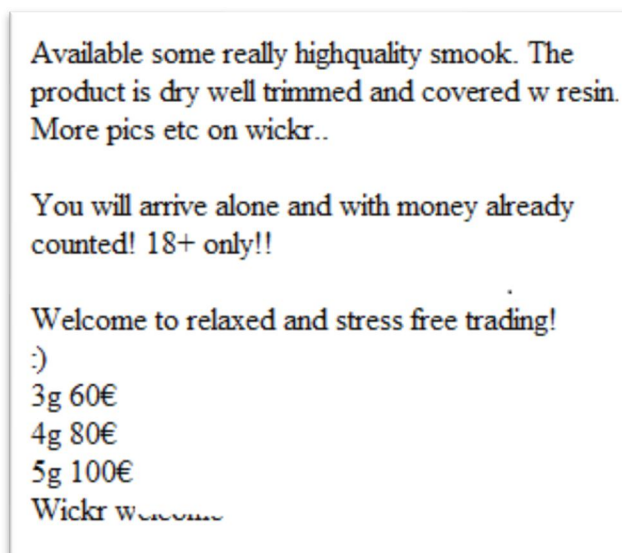 Available some really highquality smook. The
product is dry well trimmed and covered w resin.
More pics etc on wickr..
You will arrive alone and with money already
counted! 18+ only!!
Welcome to relaxed and stress free trading!
:)
3g 60€
4g 80€
5g 100€
Wickr